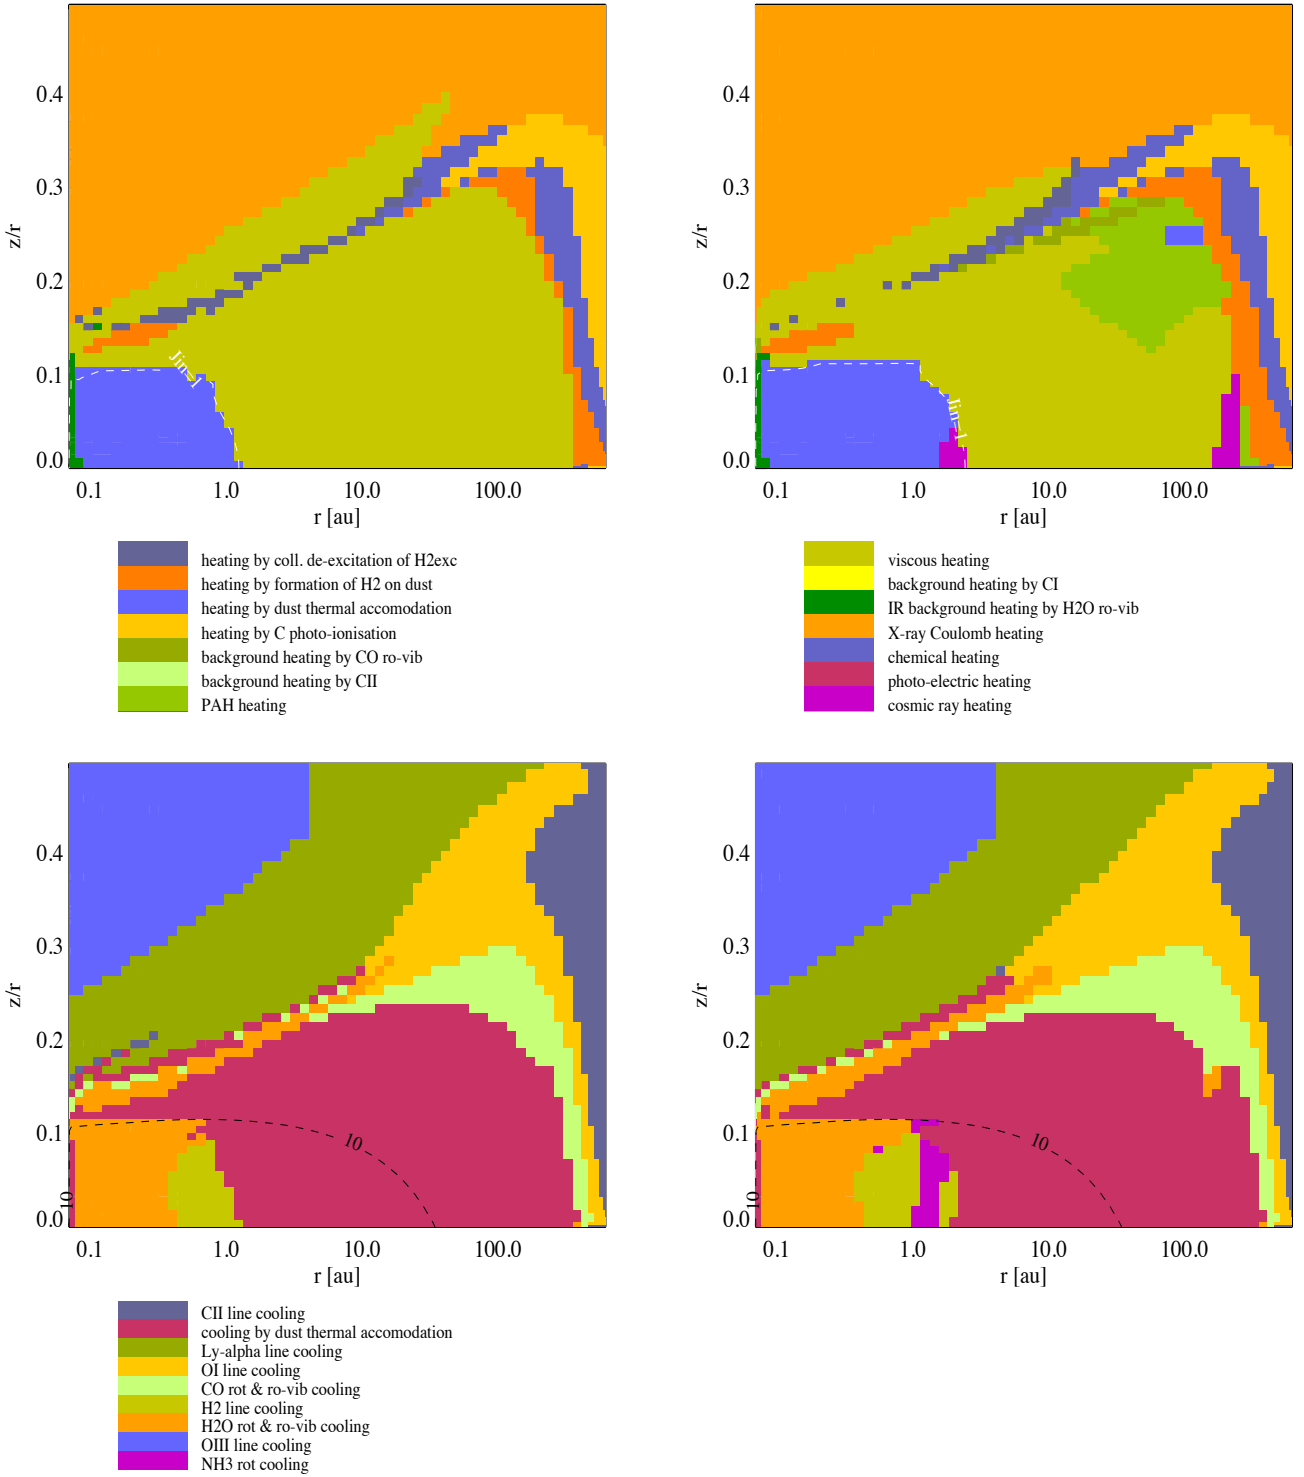 0.4
0.3
z/r
0.2
0.1
0.0
Jin=1
0.1 1.0 10.0 100.0
r [au]
0.4
0.3
z/r
0.2
0.1
0.0
Jin=1
0.1 1.0 10.0 100.0
r [au]
heating by coll. de-excitation of H2exc
heating by formation of H2 on dust
heating by dust thermal accomodation
heating by C photo-ionisation
background heating by CO ro-vib
background heating by CII
PAH heating
viscous heating
background heating by CI
IR background heating by H2O ro-vib
X-ray Coulomb heating
chemical heating
photo-electric heating
cosmic ray heating
0.4
0.3
z/r
0.2
0.1
0.0
10
10
0.1 1.0 10.0 100.0
r [au]
0.4
0.3
z/r
0.2
0.1
0.0
10
10
0.1 1.0 10.0 100.0
r [au]
CII line cooling
cooling by dust thermal accomodation
Ly-alpha line cooling
OI line cooling
CO rot & ro-vib cooling
H2 line cooling
H2O rot & ro-vib cooling
OIII line cooling
NH3 rot cooling